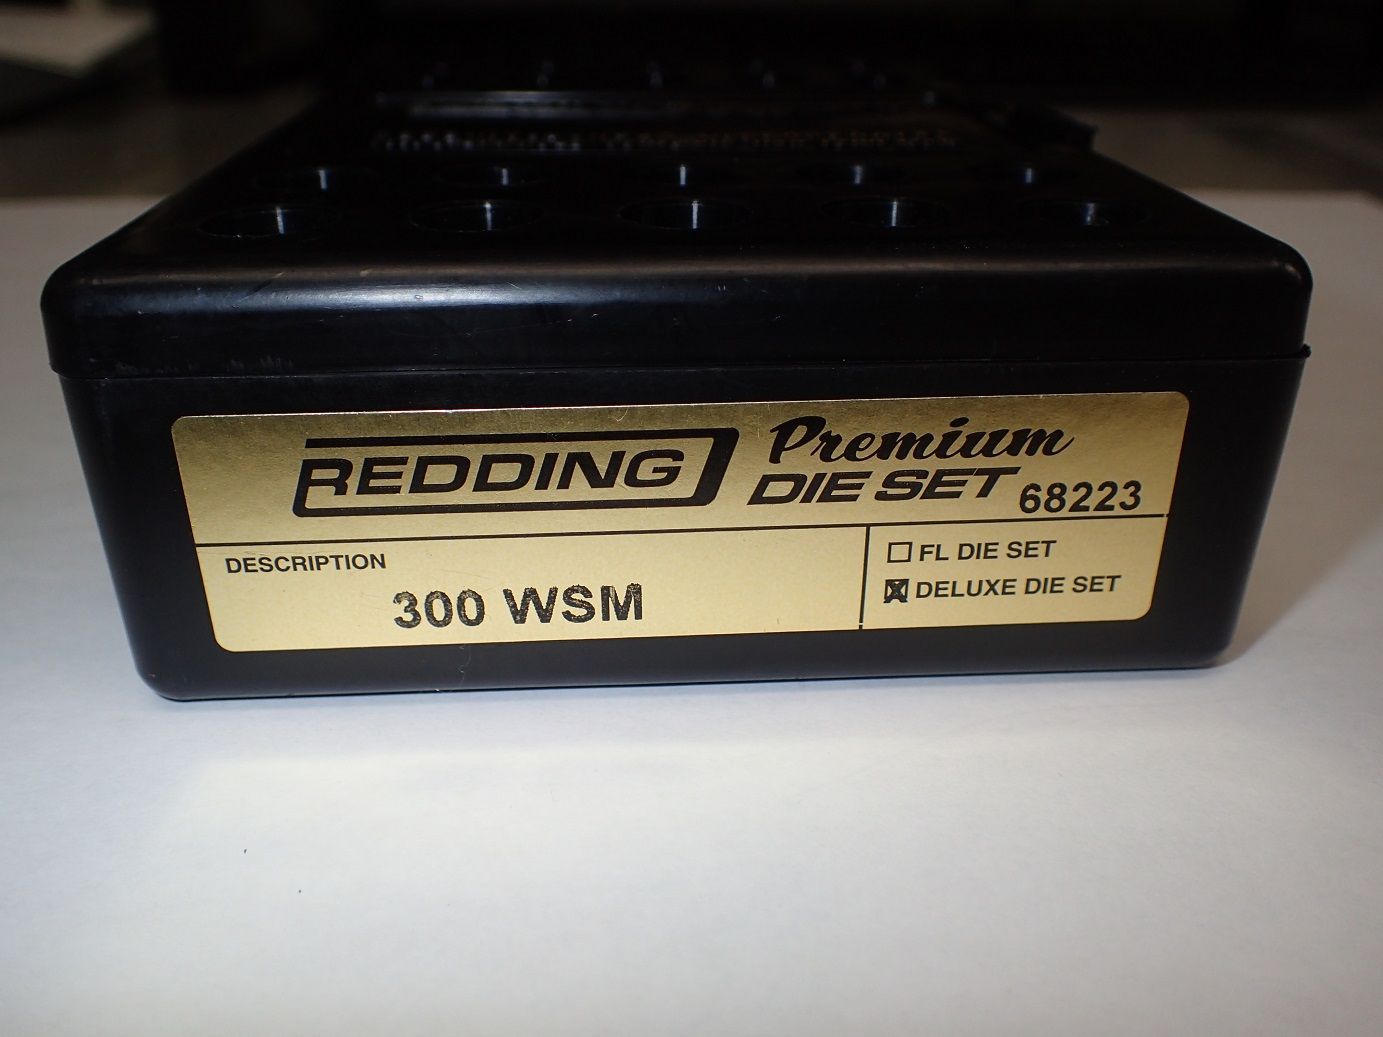 REDDING Premium
DIE SET 68223
DESCRIPTION
300 WSM
FL DIE SET
DELUXE DIE SET